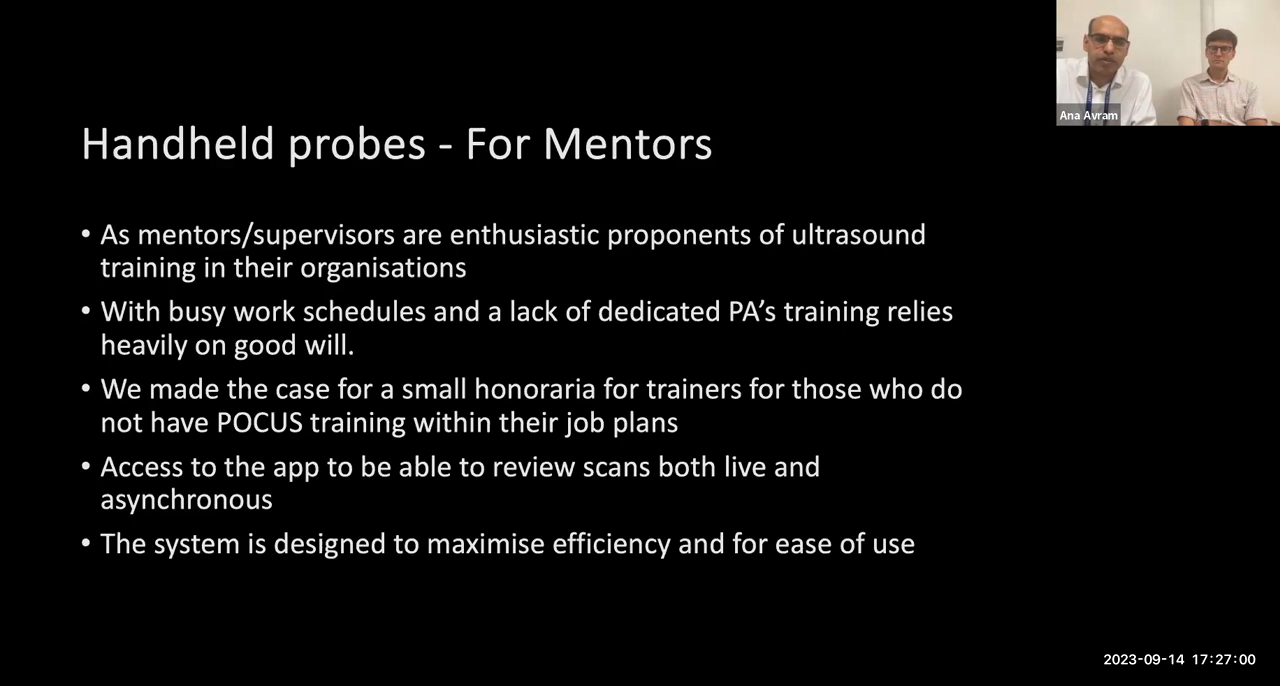 Ana Avram
Handheld probes - For Mentors
• As mentors/supervisors are enthusiastic proponents of ultrasound
training in their organisations
• With busy work schedules and a lack of dedicated PA’s training relies
heavily on good will.
• We made the case for a small honoraria for trainers for those who do
not have POCUS training within their job plans
• Access to the app to be able to review scans both live and
asynchronous
• The system is designed to maximise efficiency and for ease of use
2023-09-14 17:27:00